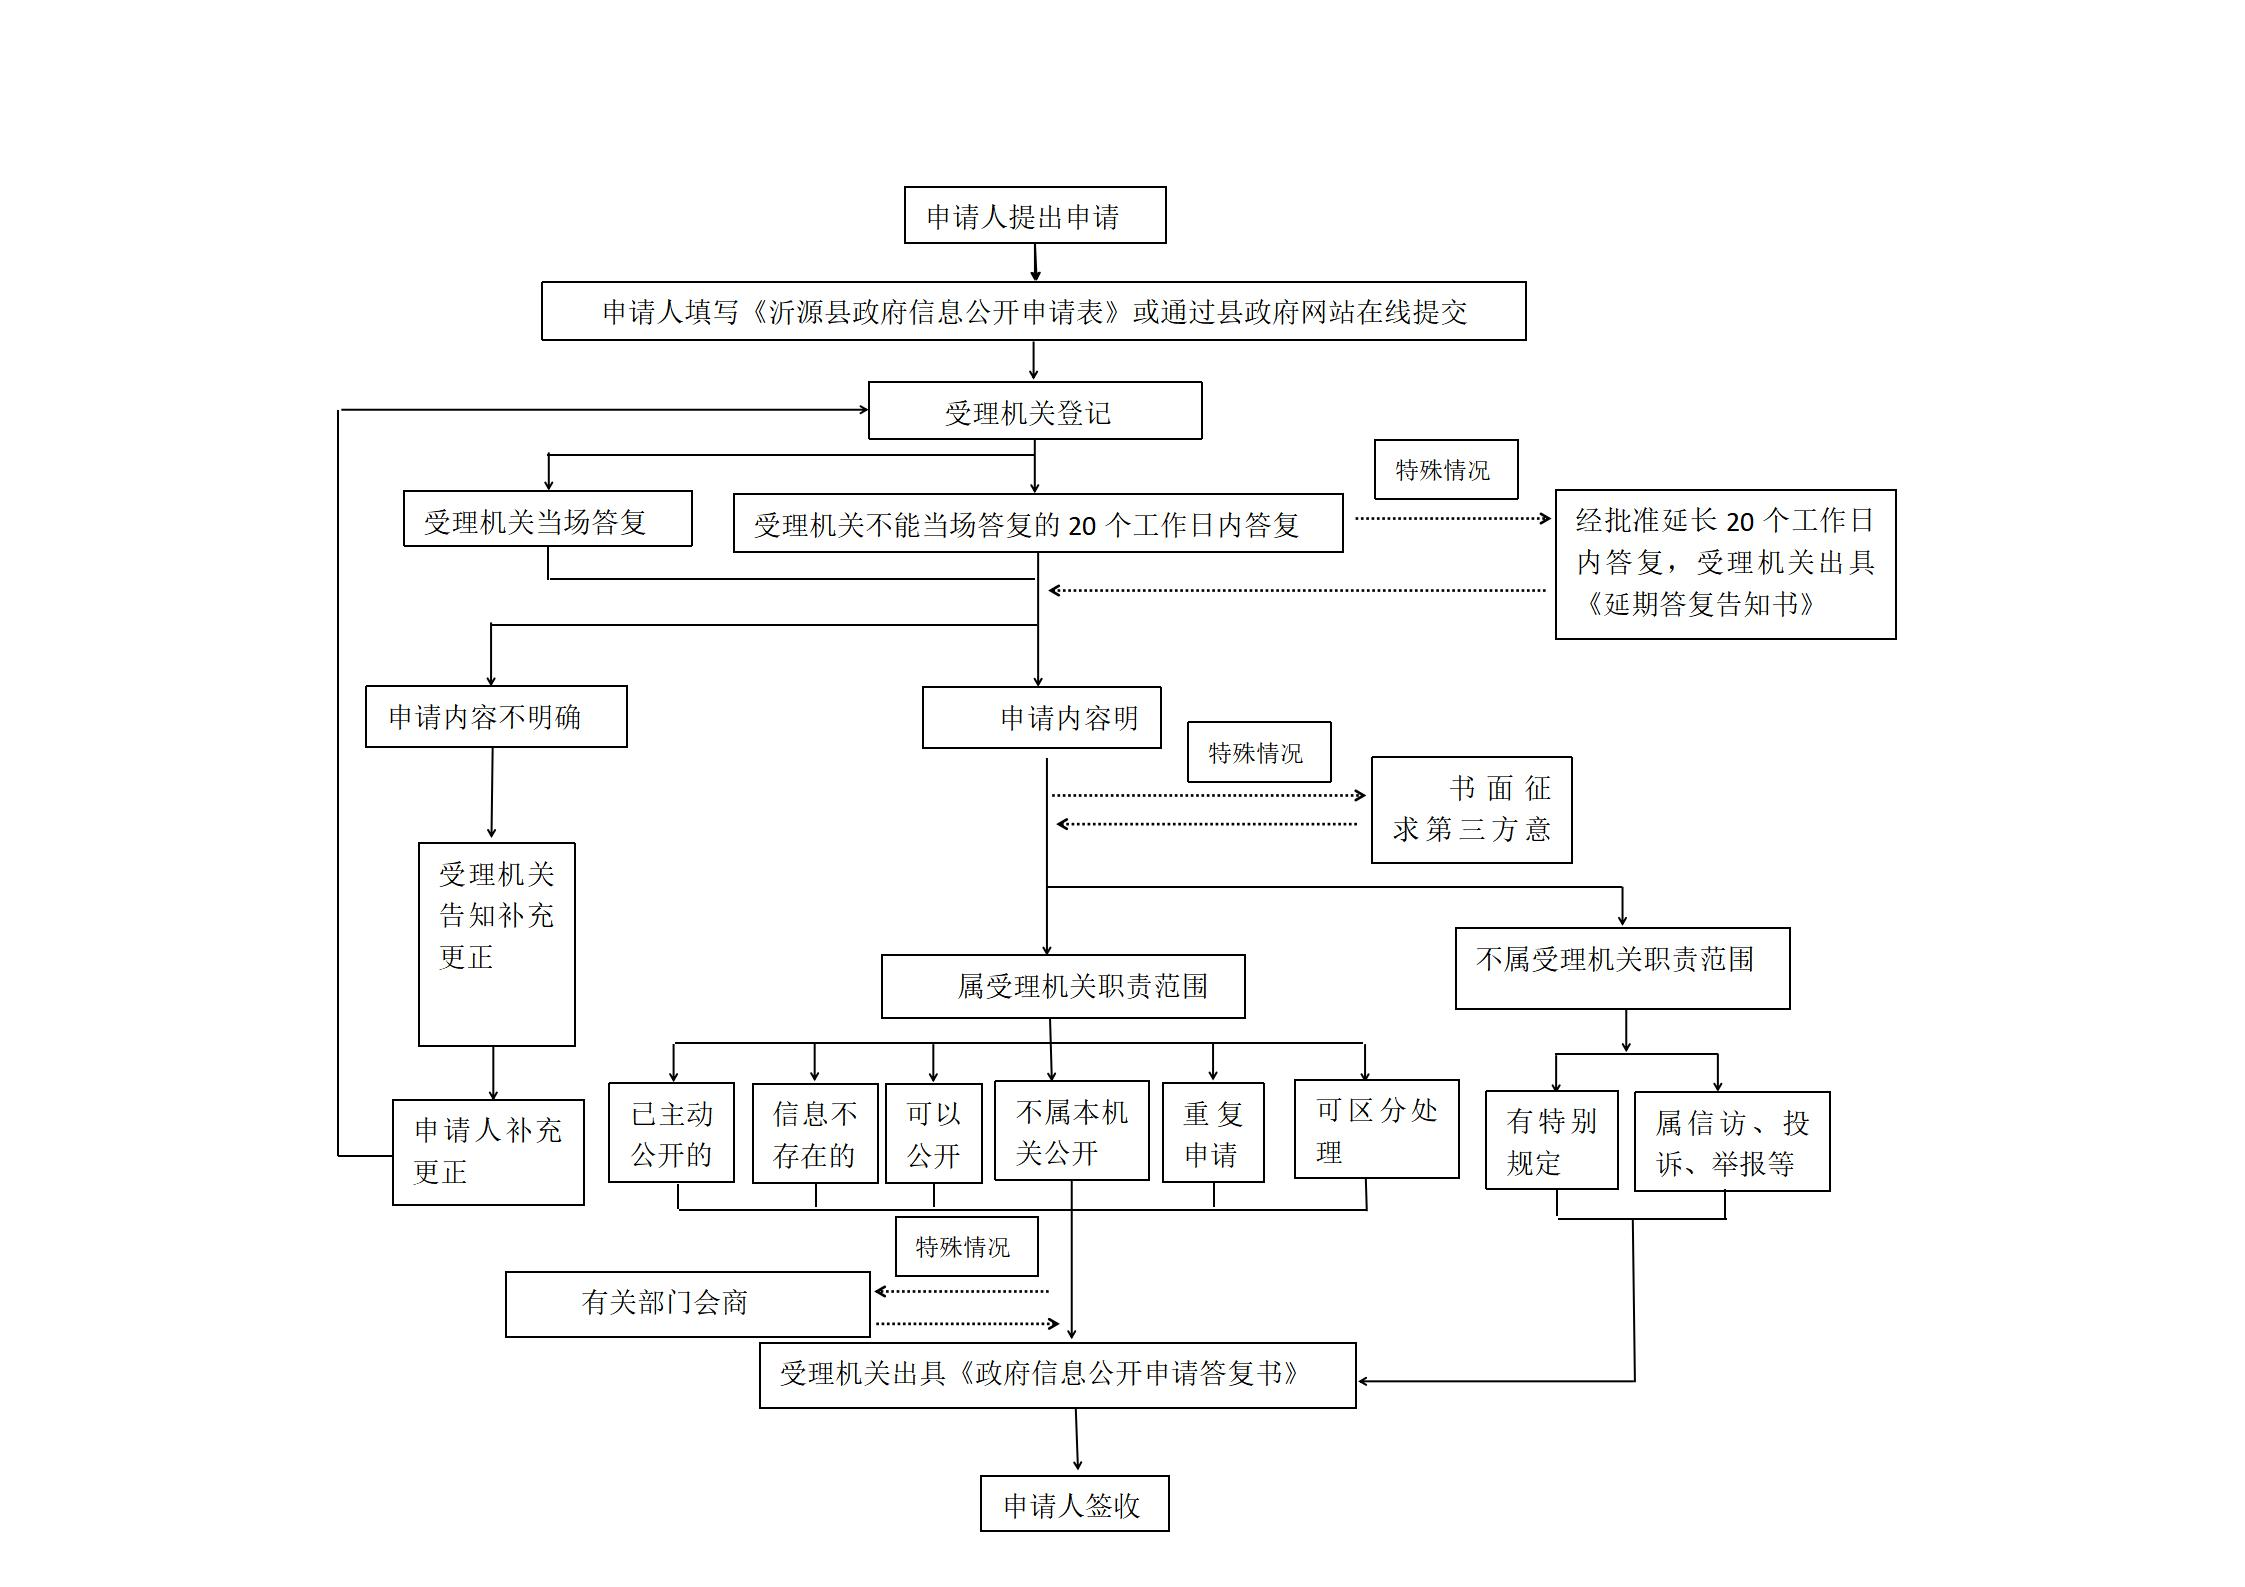 申请人提出申请
申请人填写《沂源县政府信息公开申请表》或通过县政府网站在线提交
受理机关登记
特殊情况
受理机关当场答复
受理机关不能当场答复的 20 个工作日内答复
经批准延长 20 个工作日
内答复，受理机关出具
《延期答复告知书》
申请内容不明确
申请内容明
特殊情况
书面征
求第三方意
受理机关
告知补充
更正
不属受理机关职责范围
属受理机关职责范围
申请人补充
更正
已主动
公开的
信息不
存在的
可以
公开
不属本机
关公开
重复
申请
可区分处
理
有特别
规定
属信访、投
诉、举报等
特殊情况
有关部门会商
受理机关出具《政府信息公开申请答复书》
申请人签收